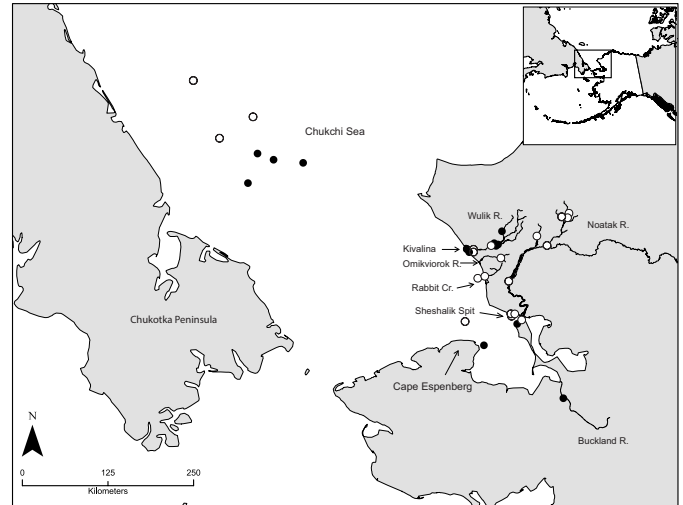 Chukchi Sea
Wulik R.
Noatak R.
Kivalina
Omikviorok R.
Rabbit Cr.
Sheshalik Spit
Chukotka Peninsula
Cape Espenberg
Buckland R.
N
0 125 250
Kilometers